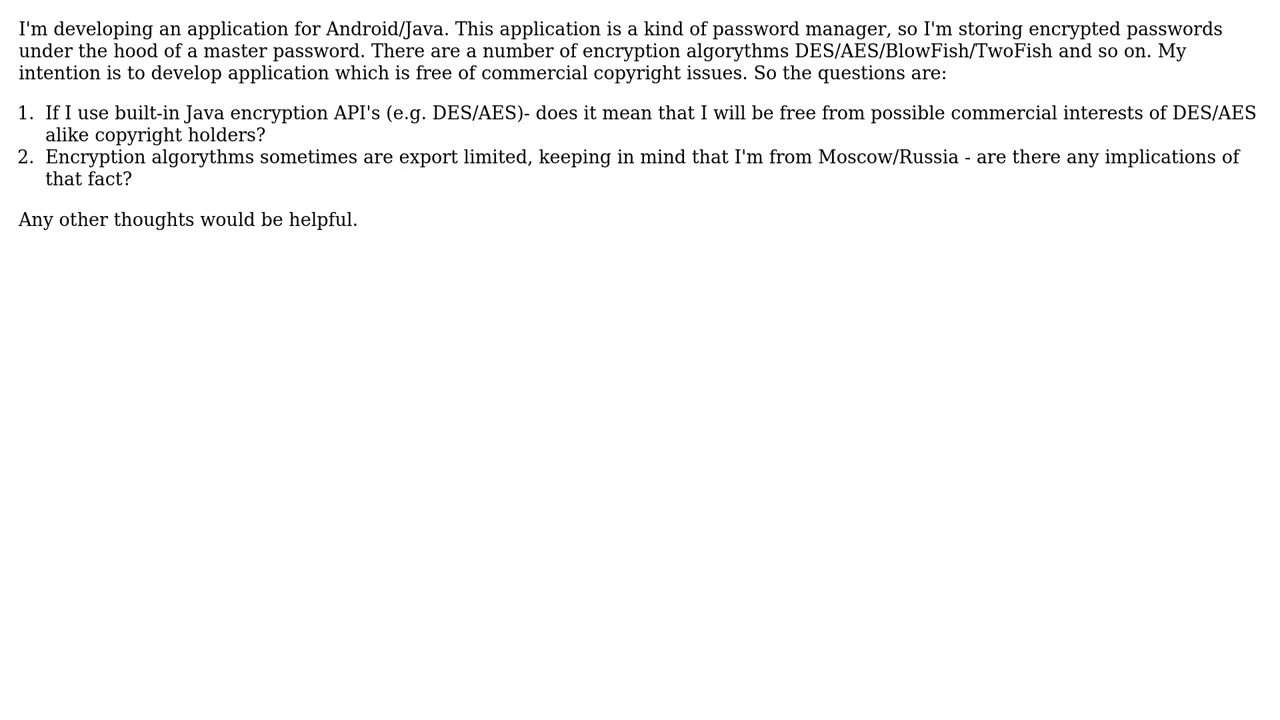 I'm developing an application for Android/Java. This application is a kind of password manager, so I'm storing encrypted passwords
under the hood of a master password. There are a number of encryption algorythms DES/AES/BlowFish/TwoFish and so on. My
intention is to develop application which is free of commercial copyright issues. So the questions are:
1. If I use built-in Java encryption API's (e.g. DES/AES)- does it mean that I will be free from possible commercial interests of DES/AES
alike copyright holders?
2. Encryption algorythms sometimes are export limited, keeping in mind that I'm from Moscow/Russia - are there any implications of
that fact?
Any other thoughts would be helpful.